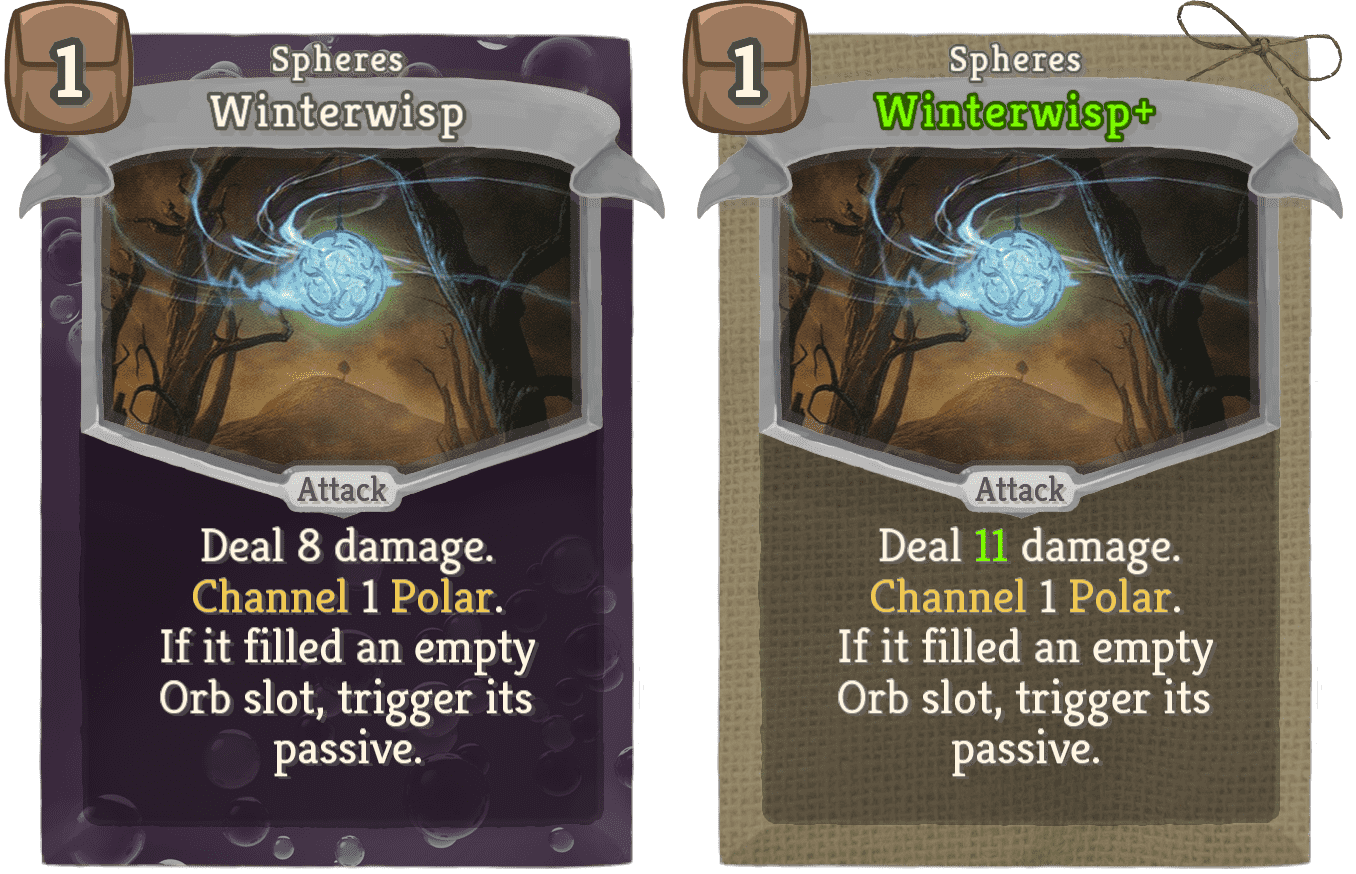 1
Spheres
Winterwisp
Attack
Deal 8 damage.
Channel 1 Polar.
If it filled an empty
Orb slot, trigger its
passive.
1
Spheres
Winterwisp+
Attack
Deal 11 damage.
Channel 1 Polar.
If it filled an empty
Orb slot, trigger its
passive.